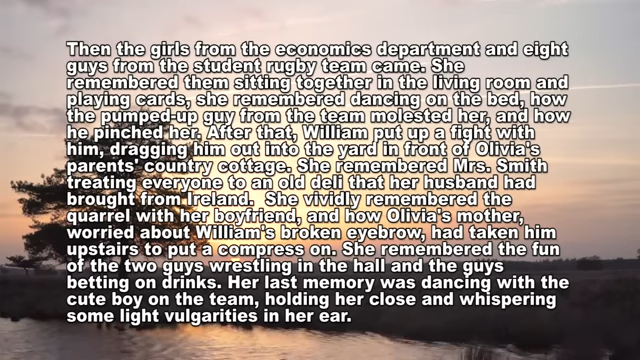 Then the girls from the economics department and eight
guys from the student rugby team came. She
remembered them sitting together in the living room and
playing cards, she remembered dancing on the bed, how
the pumped-up guy from the team molested her, and how
he pinched her. After that, William put up a fight with
him, dragging him out into the yard in front of Olivia's
parents' country cottage. She remembered Mrs. Smith
treating everyone to an old deli that her husband had
brought from Ireland.  She vividly remembered the
quarrel with her boyfriend, and how Olivia's mother,
worried about William's broken eyebrow, had taken him
upstairs to put a compress on. She remembered the fun
of the two guys wrestling in the hall and the guys
betting on drinks. Her last memory was dancing with the
cute boy on the team, holding her close and whispering
some light vulgarities in her ear.